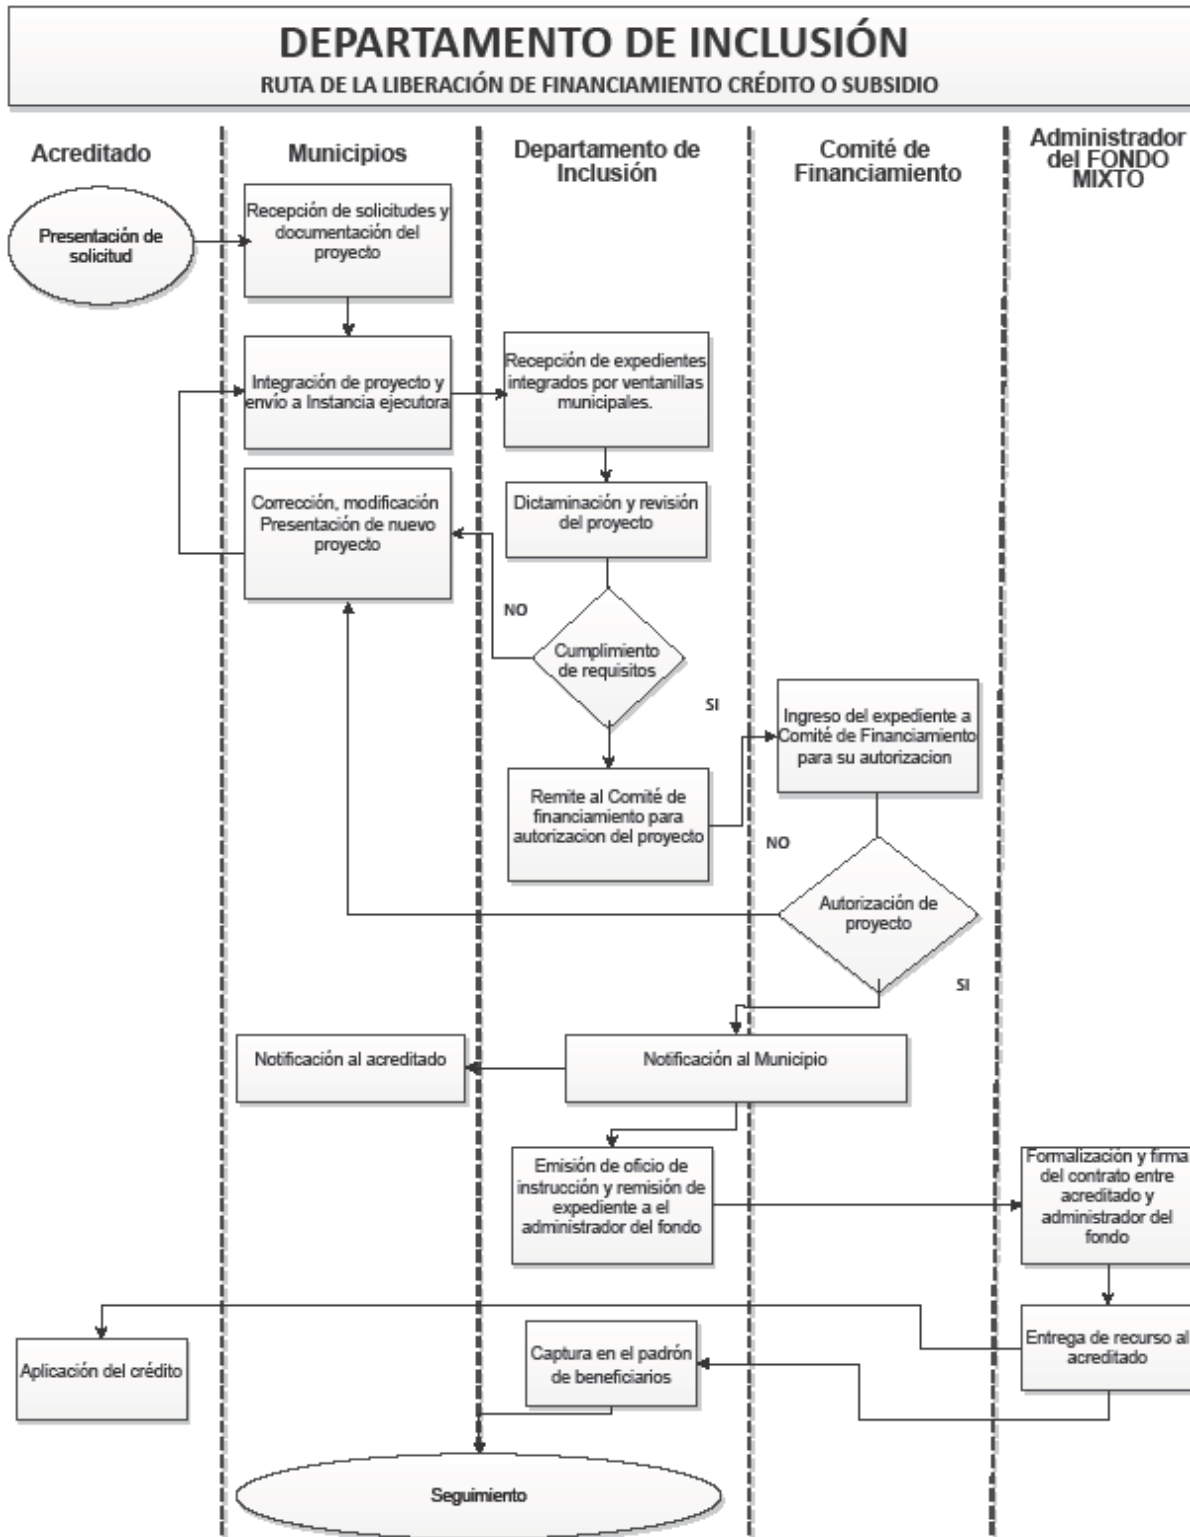 DEPARTAMENTO DE INCLUSIÓN
RUTA DE LA LIBERACIÓN DE FINANCIAMIENTO CRÉDITO O SUBSIDIO
Acreditado
Municipios
Departamento de
Inclusión
Comité de
Financiamiento
Administrador
del FONDO
MIXTO
Presentación de
solicitud
Recepción de solicitudes y
documentación del
proyecto
Integración de proyecto y
envío a Instancia ejecutora
Recepción de expedientes
integrados por ventanillas
municipales.
Corrección, modificación
Presentación de nuevo
proyecto
Dictaminación y revisión
del proyecto
NO
Cumplimiento
de requisitos
SI
Ingreso del expediente a
Comité de Financiamiento
para su autorizacion
Remite al Comité de
financiamiento para
autorizacion del proyecto
NO
Autorización de
proyecto
SI
Notificación al acreditado
Notificación al Municipio
Emisión de oficio de
instrucción y remisión de
expediente a el
administrador del fondo
Formalización y firma
del contrato entre
acreditado y
administrador del
fondo
Aplicación del crédito
Captura en el padrón
de beneficiarios
Entrega de recurso al
acreditado
Seguimiento